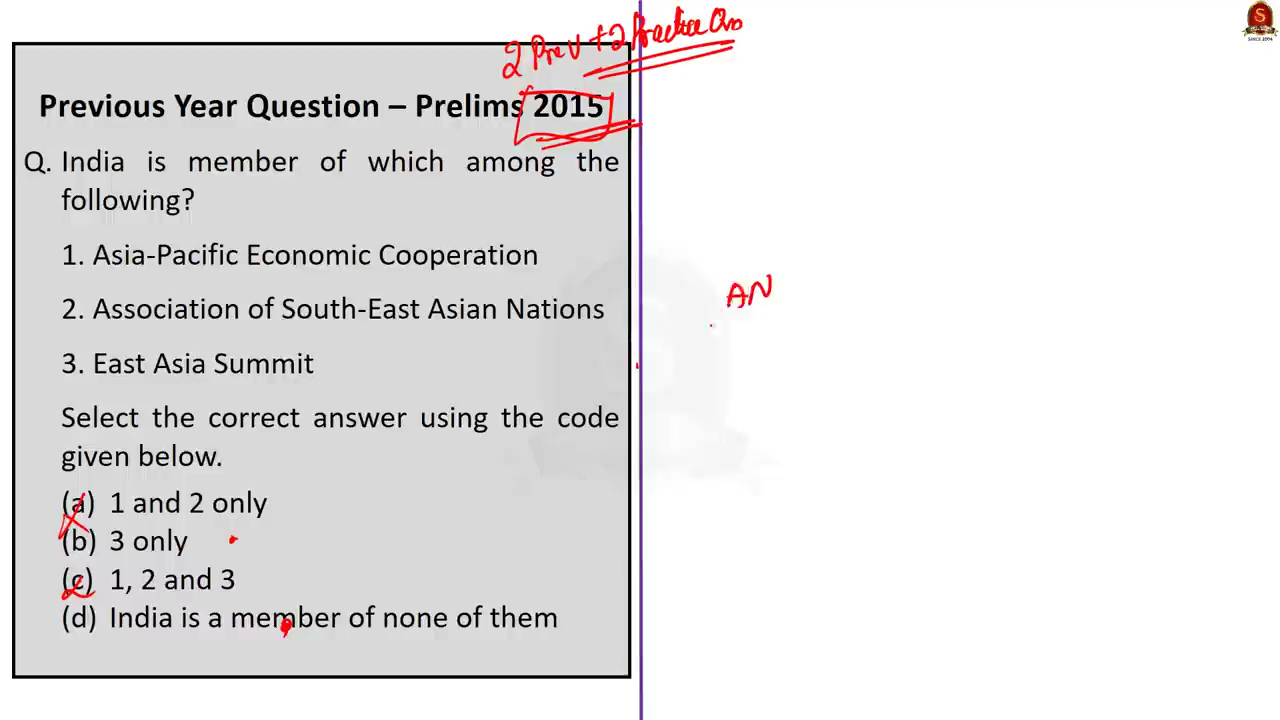 2 Prev + 2 Practice Qns
Previous Year Question – Prelims 2015
Q. India is member of which among the
following?
1. Asia-Pacific Economic Cooperation
2. Association of South-East Asian Nations
3. East Asia Summit
Select the correct answer using the code
given below.
(a) 1 and 2 only
(b) 3 only
(c) 1, 2 and 3
(d) India is a member of none of them
AN
S
SINCE 2004